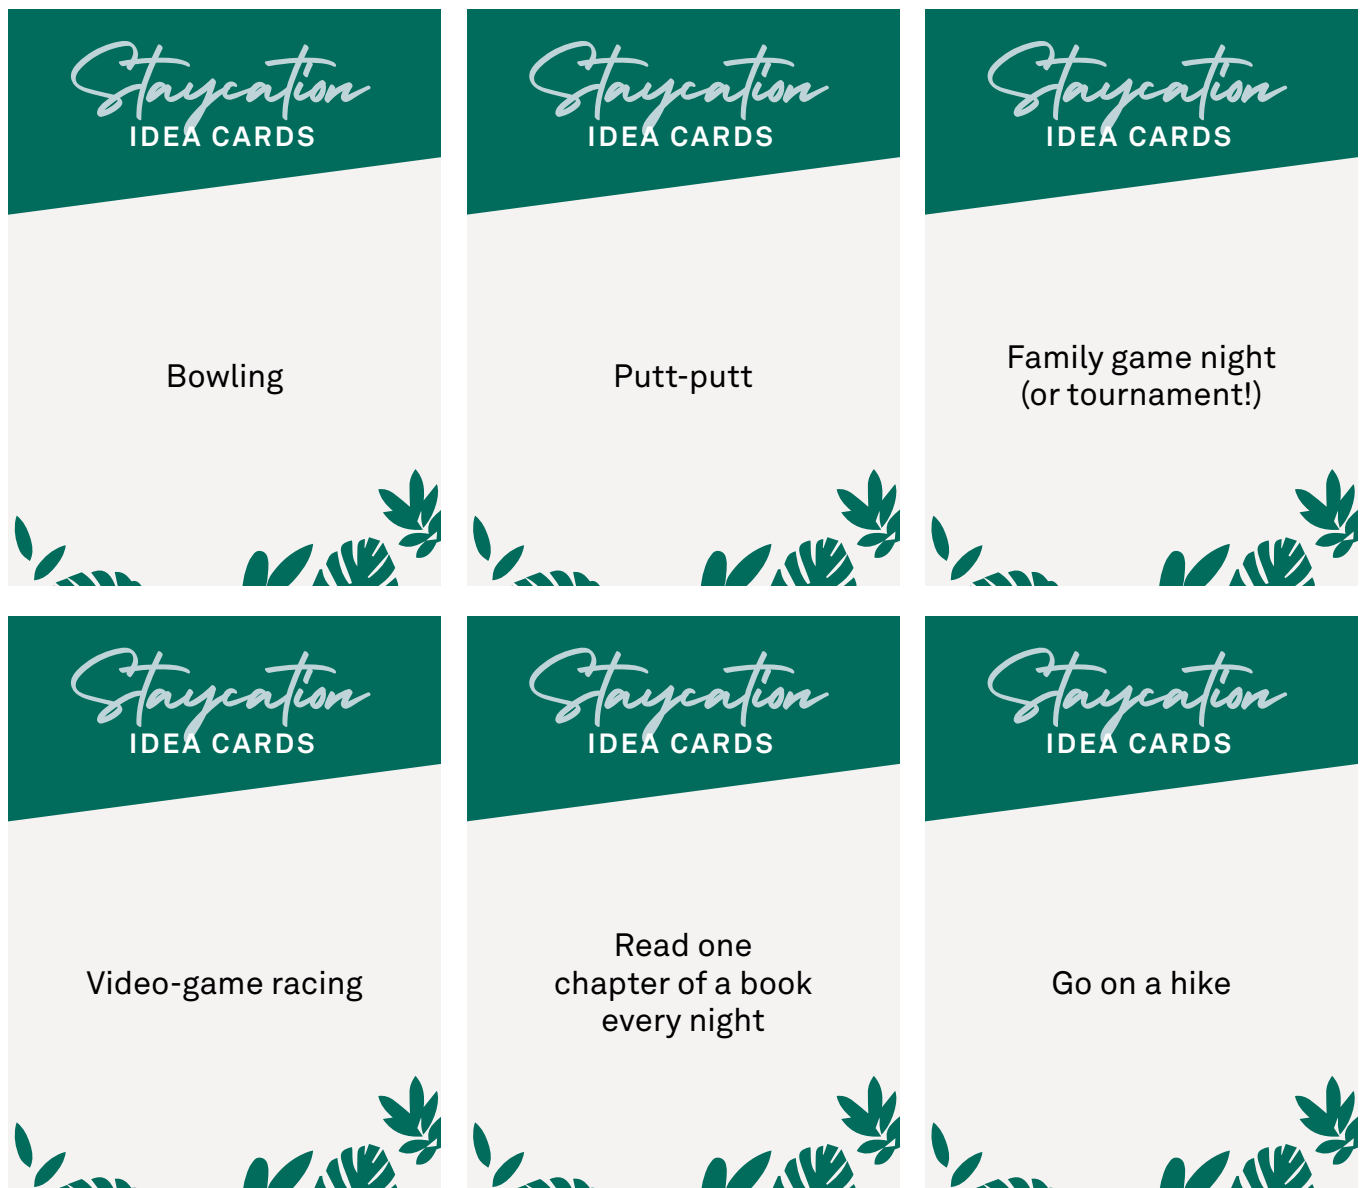 Staycation
IDEA CARDS
Bowling
Staycation
IDEA CARDS
Putt-putt
Staycation
IDEA CARDS
Family game night
(or tournament!)
Staycation
IDEA CARDS
Video-game racing
Staycation
IDEA CARDS
Read one
chapter of a book
every night
Staycation
IDEA CARDS
Go on a hike